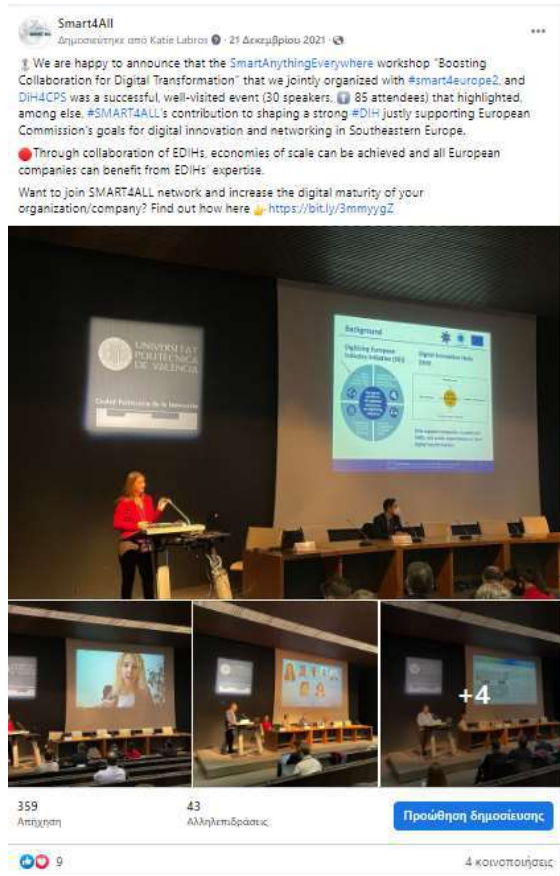 Smart4All
Δημοσιεύτηκε από Katie Labros · 21 Δεκεμβρίου 2021 ·
We are happy to announce that the SmartAnythingEverywhere workshop "Boosting
Collaboration for Digital Transformation" that we jointly organized with #smart4europe2, and
DiH4CPS was a successful, well-visited event (30 speakers, 85 attendees) that highlighted,
among else, #SMART4ALL's contribution to shaping a strong #DIH justly supporting European
Commission's goals for digital innovation and networking in Southeastern Europe.
Through collaboration of EDIHs, economies of scale can be achieved and all European
companies can benefit from EDIHs' expertise.
Want to join SMART4ALL network and increase the digital maturity of your
organization/company? Find out how here https://bit.ly/3mmyygZ
UNIVERSITAT
POLITÈCNICA
DE VALÈNCIA
Ciudad Politécnica de la Innovación
Background
Digitising European
Industry Initiative (DEI)
+4
359
Απήχηση
43
Αλληλεπιδράσεις
Προώθηση δημοσίευσης
9
4 κοινοποιήσεις